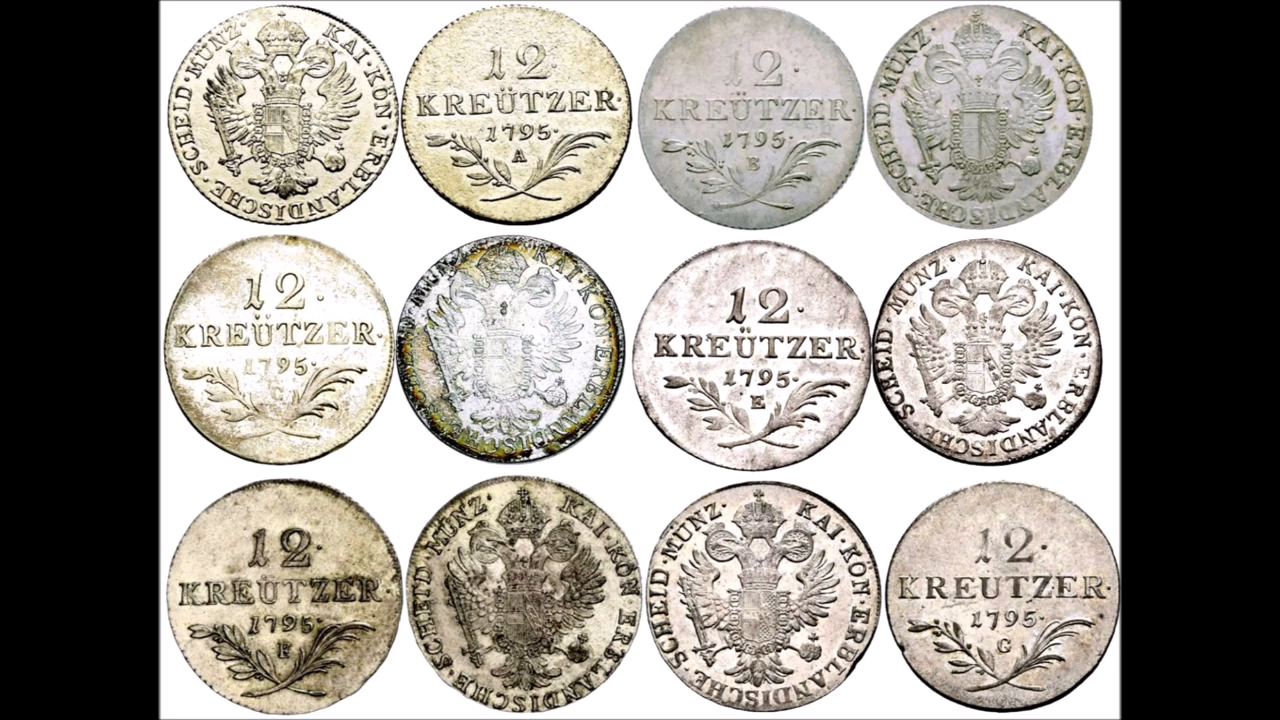 SCHEID·MÜNZ· KAI·KÖN·ERBLÄNDISCHE·
12·
KREÜTZER·
1795·
A
12·
KREÜTZER·
1795·
B
SCHEID·MÜNZ· KAI·KÖN·ERBLÄNDISCHE·
12·
KREÜTZER·
1795·
C
KAI·KÖN·ERBLÄNDISCHE
12·
KREÜTZER·
1795·
E
SCHEID·MÜNZ· KAI·KÖN·ERBLÄNDISCHE
12·
KREÜTZER·
1795·
F
SCHEID·MÜNZ· KAI·KÖN ERBLÄNDISCHE·
SCHEID·MÜNZ· KAI·KÖN·ERBLÄNDISCHE·
12·
KREÜTZER·
1795·
G